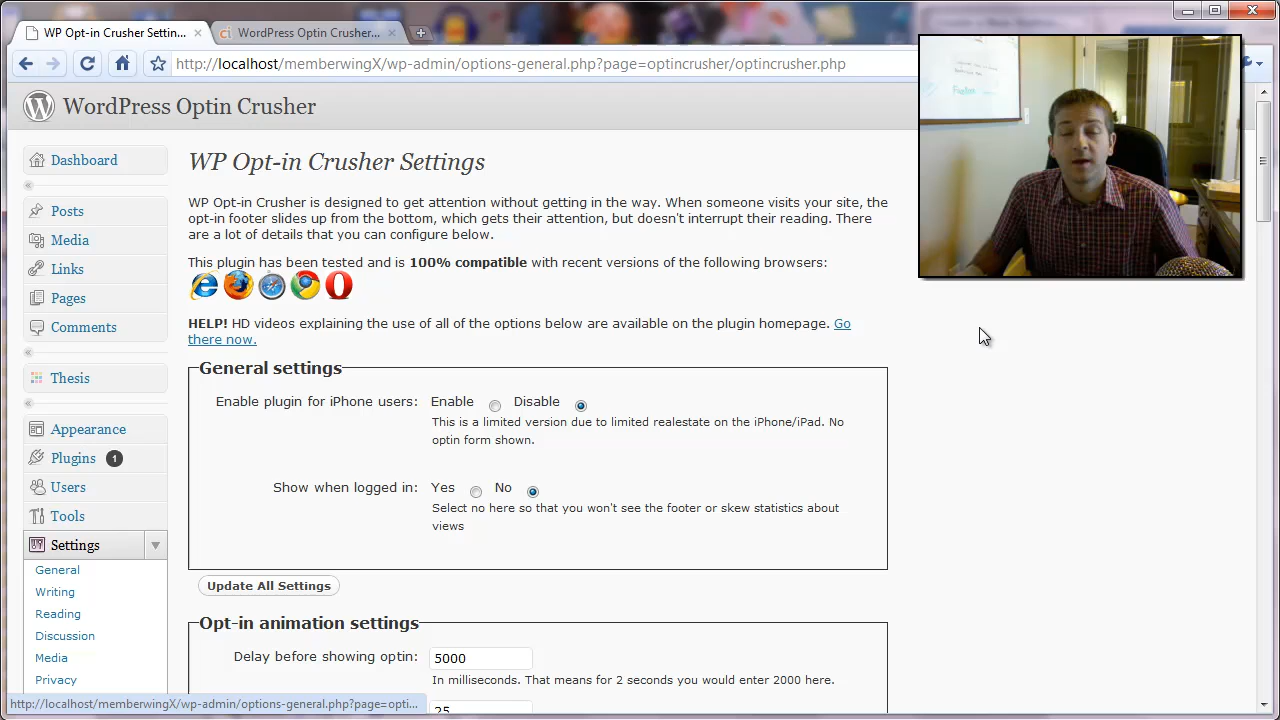 WP Opt-in Crusher Settin...
WordPress Optin Crusher...
http://localhost/memberwingX/wp-admin/options-general.php?page=optincrusher/optincrusher.php
WordPress Optin Crusher
Dashboard
Posts
Media
Links
Pages
Comments
Thesis
Appearance
Plugins 1
Users
Tools
Settings
General
Writing
Reading
Discussion
Media
Privacy
WP Opt-in Crusher Settings
WP Opt-in Crusher is designed to get attention without getting in the way. When someone visits your site, the
opt-in footer slides up from the bottom, which gets their attention, but doesn't interrupt their reading. There
are a lot of details that you can configure below.
This plugin has been tested and is 100% compatible with recent versions of the following browsers:
HELP! HD videos explaining the use of all of the options below are available on the plugin homepage. Go
there now.
General settings
Enable plugin for iPhone users: Enable Disable
This is a limited version due to limited realestate on the iPhone/iPad. No
optin form shown.
Show when logged in: Yes No
Select no here so that you won't see the footer or skew statistics about
views
Update All Settings
Opt-in animation settings
Delay before showing optin: 5000
In milliseconds. That means for 2 seconds you would enter 2000 here.
25
http://localhost/memberwingX/wp-admin/options-general.php?page=opti...